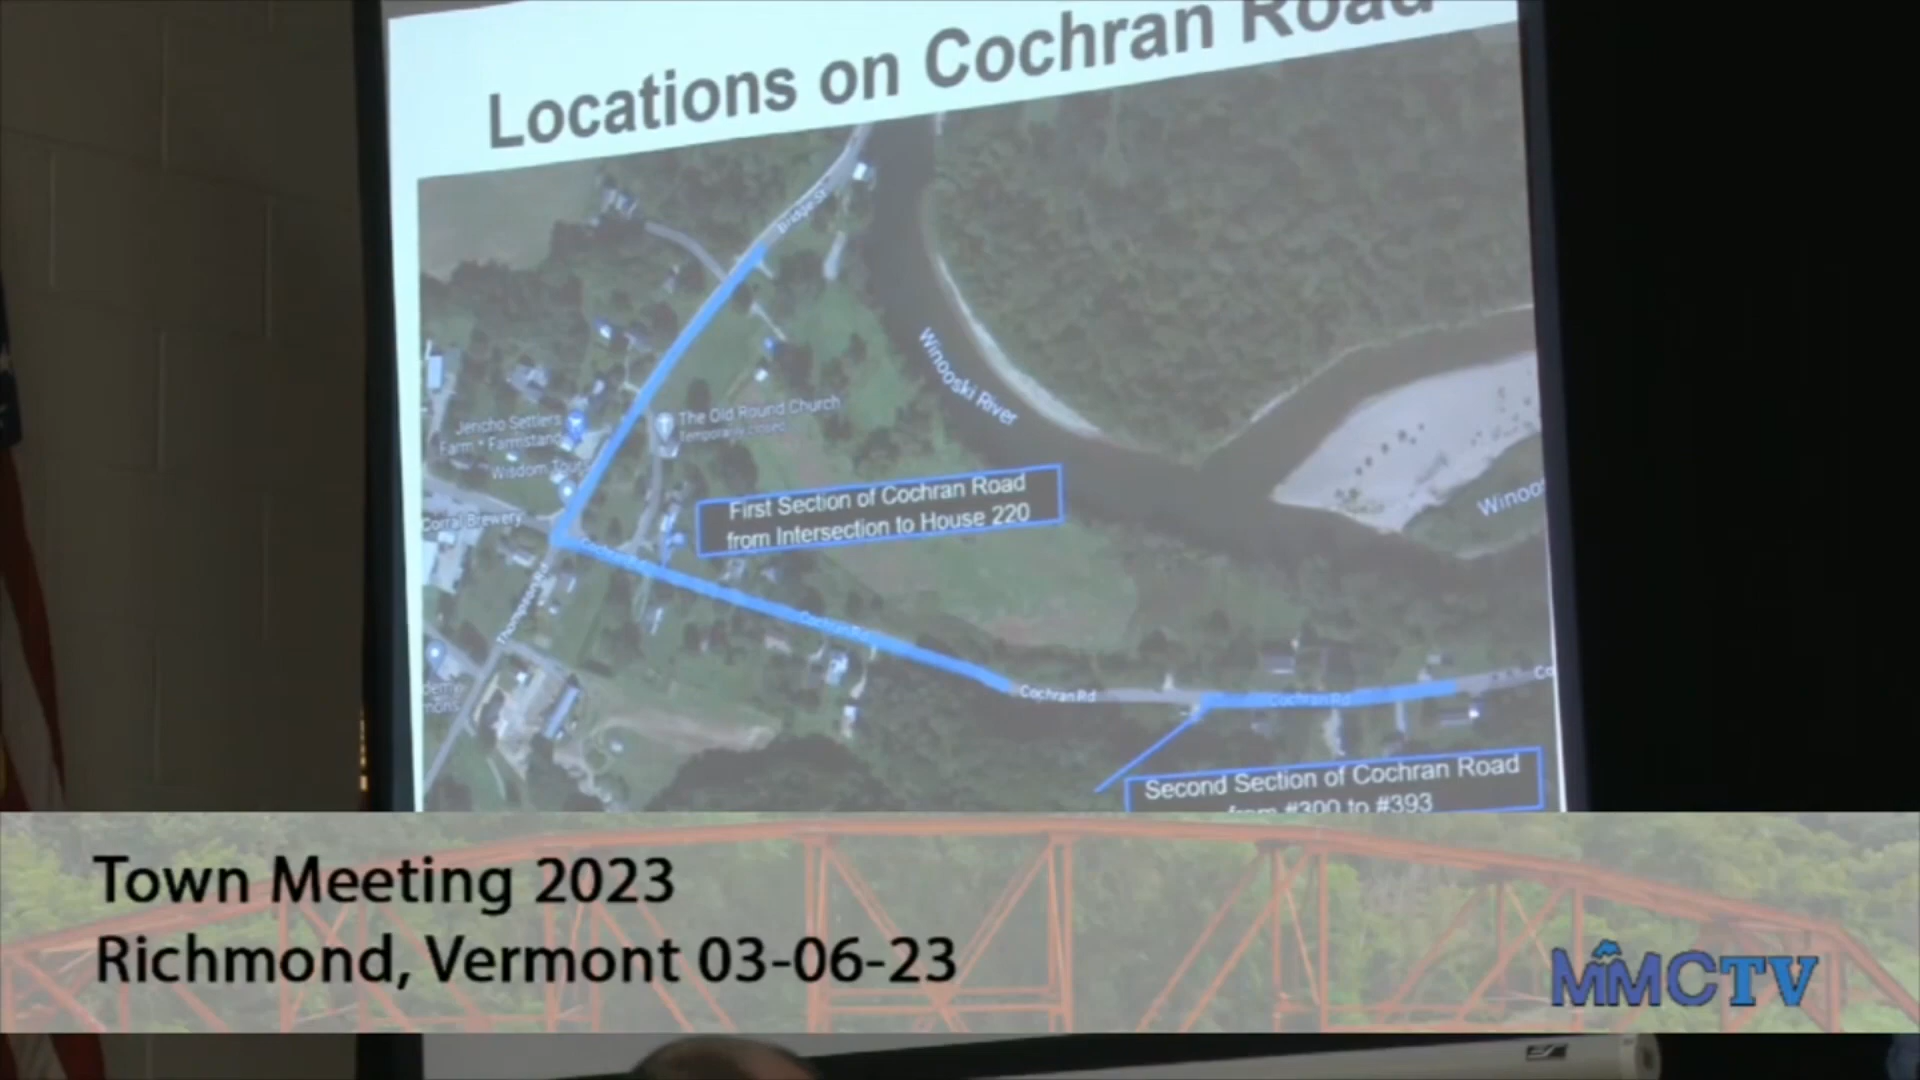 Locations on Cochran Road
Bridge St
Winooski River
The Old Round Church
Temporarily closed
Jericho Settlers
Farm * Farmstand
Wisdom
First Section of Cochran Road
from Intersection to House 220
Corral Brewery
Cochran Rd
Thompson Rd
Cochran Rd
Cochran Rd
Cochran Rd
Co
Second Section of Cochran Road
from #300 to #393
Town Meeting 2023
Richmond, Vermont 03-06-23
MMCTV